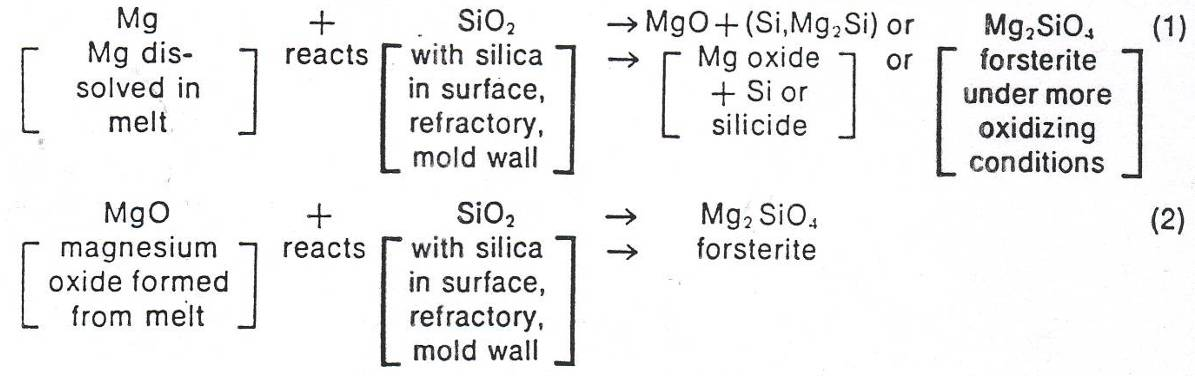 Mg + SiO₂ → MgO + (Si,Mg₂Si) or Mg₂SiO₄ (1)
[ Mg dis- ] reacts [ with silica → [ Mg oxide ] or [ forsterite
solved in in surface, + Si or under more
melt refractory, silicide oxidizing
mold wall ] conditions ]
MgO + SiO₂ → Mg₂SiO₄ (2)
[ magnesium ] reacts [ with silica → forsterite
oxide formed in surface,
from melt refractory,
mold wall ]